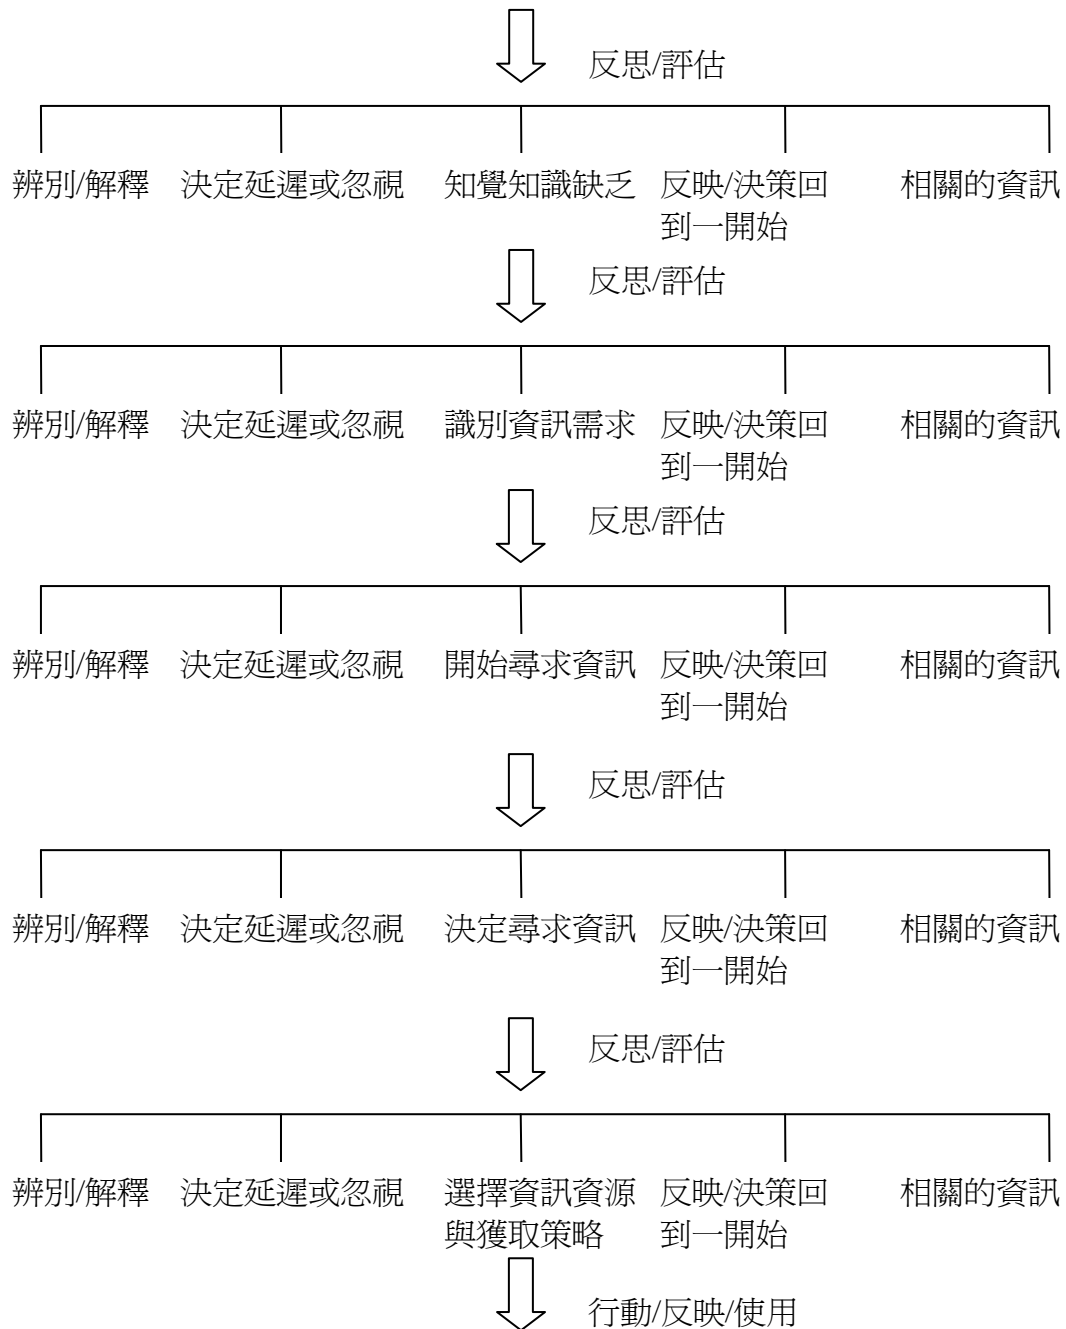 反思/評估
辨別/解釋 決定延遲或忽視 知覺知識缺乏 反映/決策回 相關的資訊
到一開始
反思/評估
辨別/解釋 決定延遲或忽視 識別資訊需求 反映/決策回 相關的資訊
到一開始
反思/評估
辨別/解釋 決定延遲或忽視 開始尋求資訊 反映/決策回 相關的資訊
到一開始
反思/評估
辨別/解釋 決定延遲或忽視 決定尋求資訊 反映/決策回 相關的資訊
到一開始
反思/評估
辨別/解釋 決定延遲或忽視 選擇資訊資源 反映/決策回 相關的資訊
與獲取策略 到一開始
行動/反映/使用